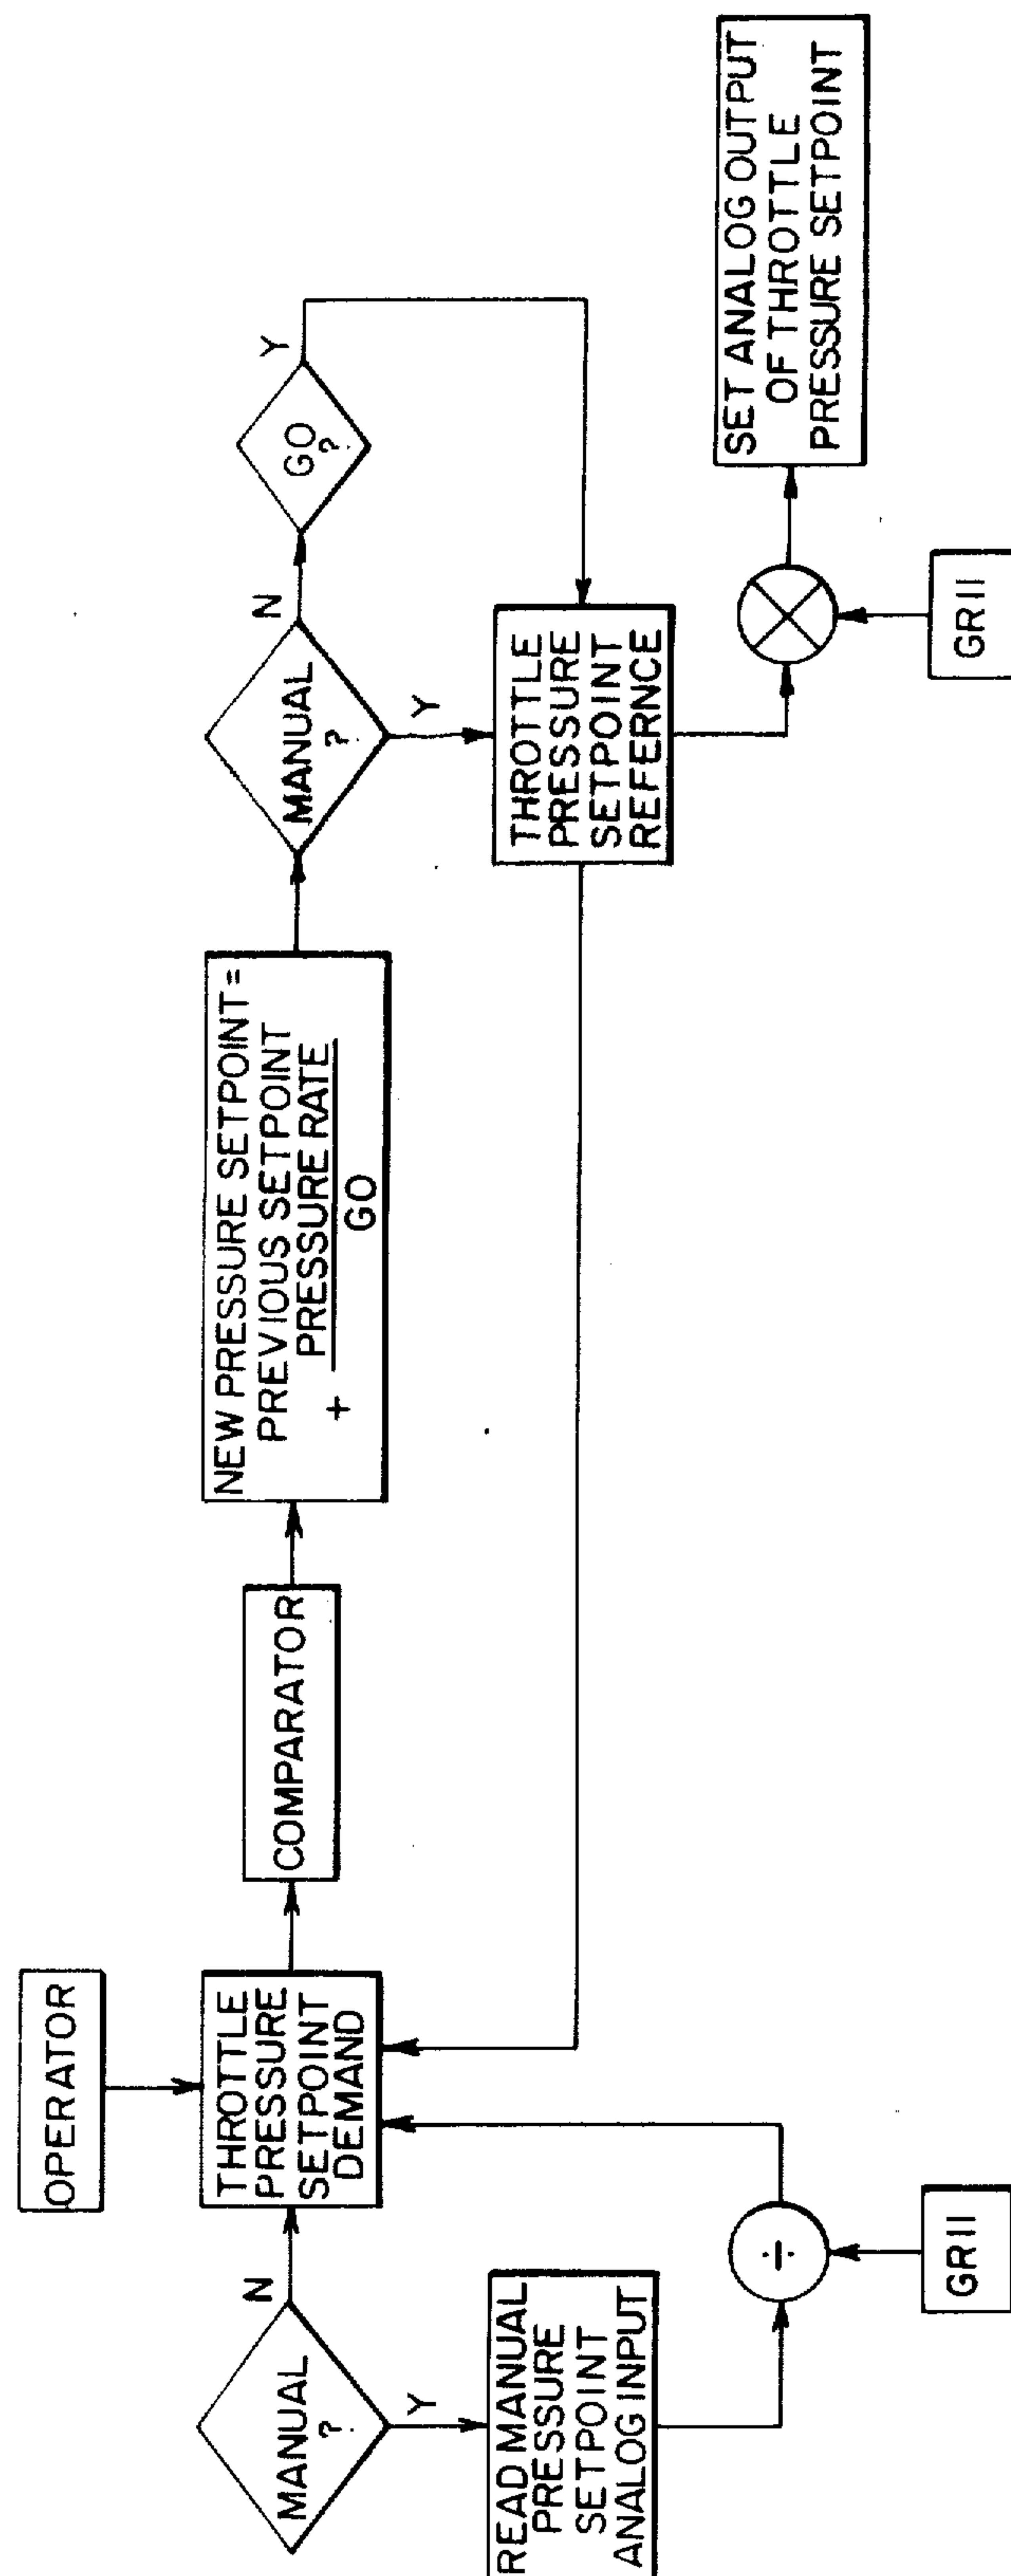 OPERATOR
MANUAL
?
N
Y
THROTTLE
PRESSURE
SETPOINT
DEMAND
READ MANUAL
PRESSURE
SETPOINT
ANALOG INPUT
÷
GR11
COMPARATOR
NEW PRESSURE SETPOINT=
PREVIOUS SETPOINT
+ PRESSURE RATE
GO
MANUAL
?
N
Y
GO
?
Y
THROTTLE
PRESSURE
SETPOINT
REFERNCE
GR11
SET ANALOG OUTPUT
OF THROTTLE
PRESSURE SETPOINT